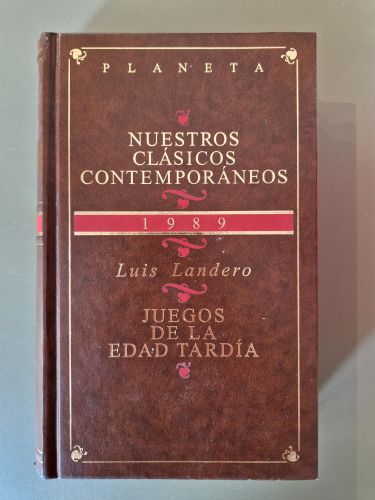 PLANETA
NUESTROS
CLÁSICOS
CONTEMPORÁNEOS
1989
Luis Landero
JUEGOS
DE LA
EDAD TARDÍA